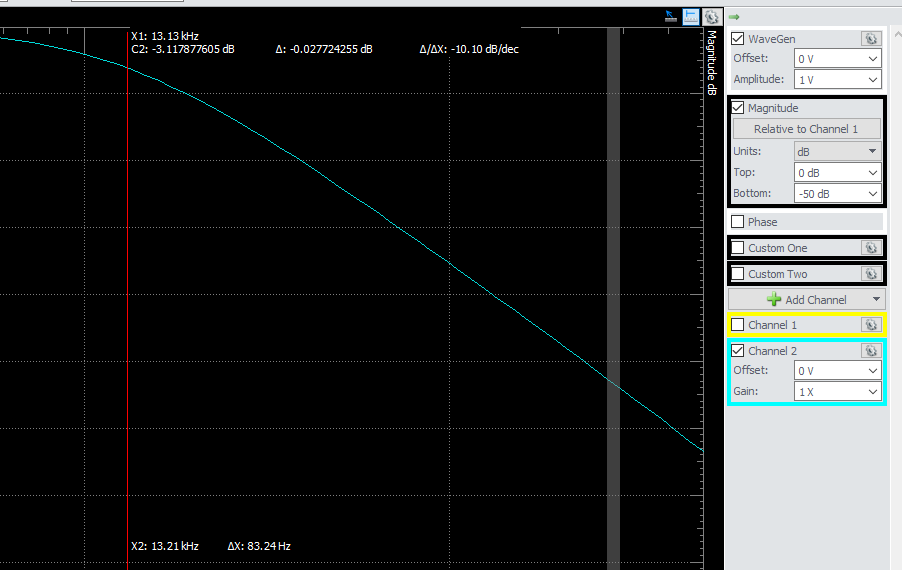 X1: 13.13 kHz
C2: -3.117877605 dB Δ: -0.027724255 dB Δ/ΔX: -10.10 dB/dec
Magnitude dB
X2: 13.21 kHz ΔX: 83.24 Hz
WaveGen
Offset: 0 V
Amplitude: 1 V
Magnitude
Relative to Channel 1
Units: dB
Top: 0 dB
Bottom: -50 dB
Phase
Custom One
Custom Two
Add Channel
Channel 1
Channel 2
Offset: 0 V
Gain: 1 X